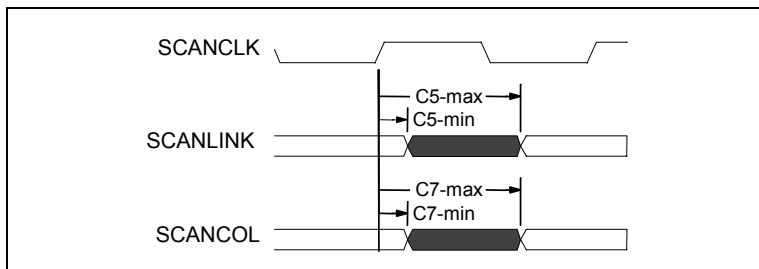 SCANCLK
C5-max
C5-min
SCANLINK
C7-max
C7-min
SCANCOL